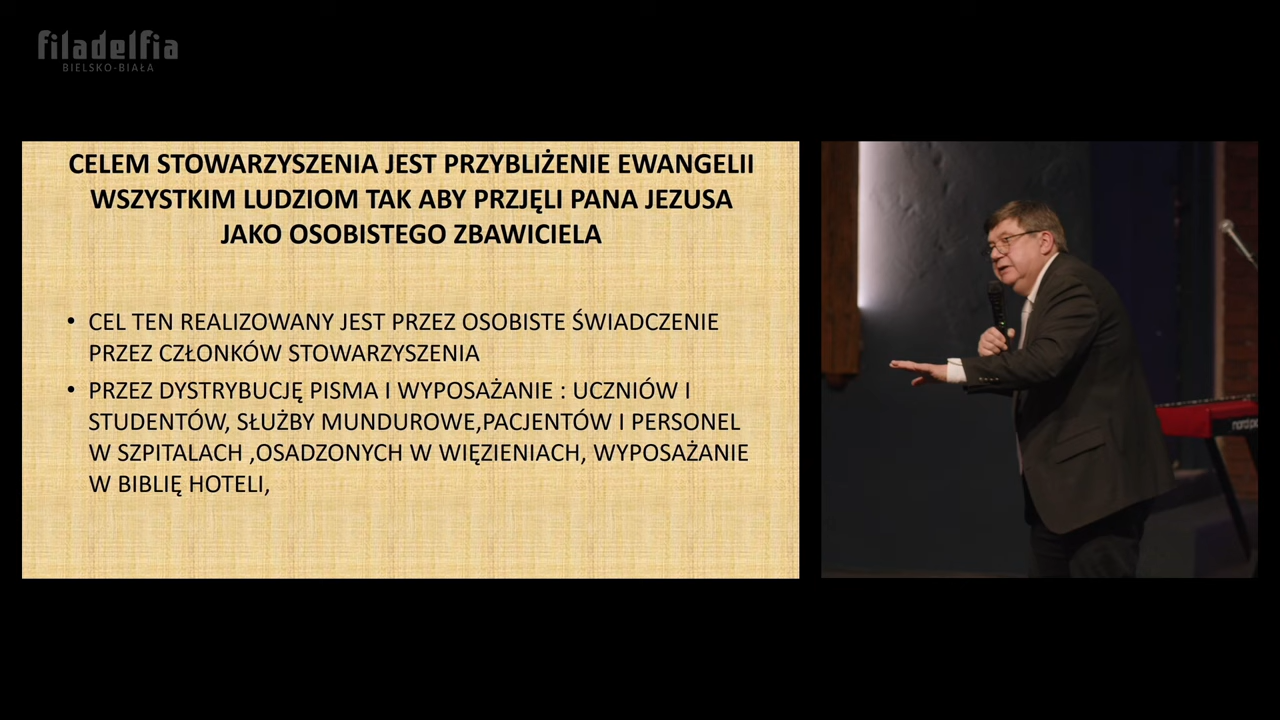 filadelfia
BIELSKO-BIAŁA
CELEM STOWARZYSZENIA JEST PRZYBLIŻENIE EWANGELII
WSZYSTKIM LUDZIOM TAK ABY PRZJĘLI PANA JEZUSA
JAKO OSOBISTEGO ZBAWICIELA
• CEL TEN REALIZOWANY JEST PRZEZ OSOBISTE ŚWIADCZENIE
PRZEZ CZŁONKÓW STOWARZYSZENIA
• PRZEZ DYSTRYBUCJĘ PISMA I WYPOSAŻANIE : UCZNIÓW I
STUDENTÓW, SŁUŻBY MUNDUROWE,PACJENTÓW I PERSONEL
W SZPITALACH ,OSADZONYCH W WIĘZIENIACH, WYPOSAŻANIE
W BIBLIĘ HOTELI,